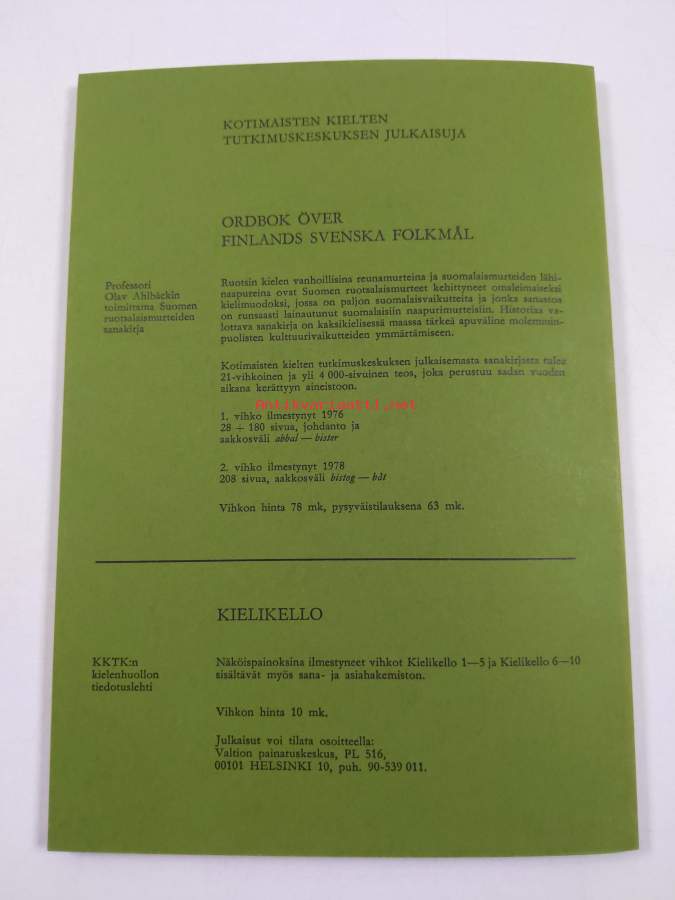 KOTIMAISTEN KIELTEN
TUTKIMUSKESKUKSEN JULKAISUJA
ORDBOK ÖVER
FINLANDS SVENSKA FOLKMÅL
Professori
Olav Ahlbäckin
toimittama Suomen
ruotsalaismurteiden
sanakirja
Ruotsin kielen vanhoillisina reunamurteina ja suomalaismurteiden lähi-
naapureina ovat Suomen ruotsalaismurteet kehittyneet omaleimaiseksi
kielimuodoksi, jossa on paljon suomalaisvaikutteita ja jonka sanastoa
on runsaasti lainautunut suomalaisiin naapurimurteisiin. Historiaa va-
lottava sanakirja on kaksikielisessä maassa tärkeä apuväline molemmin-
puolisten kulttuurivaikutteiden ymmärtämiseen.
Kotimaisten kielten tutkimuskeskuksen julkaisemasta sanakirjasta tulee
21-vihkoinen ja yli 4 000-sivuinen teos, joka perustuu sadan vuoden
aikana kerättyyn aineistoon.
Antikvariaatti.net
1. vihko ilmestynyt 1976
28 + 180 sivua, johdanto ja
aakkosväli abbal — bister
2. vihko ilmestynyt 1978
208 sivua, aakkosväli bistog — båt
Vihkon hinta 78 mk, pysyväistilauksena 63 mk.
KIELIKELLO
KKTK:n
kielenhuollon
tiedotuslehti
Näköispainoksina ilmestyneet vihkot Kielikello 1—5 ja Kielikello 6—10
sisältävät myös sana- ja asiahakemiston.
Vihkon hinta 10 mk.
Julkaisut voi tilata osoitteella:
Valtion painatuskeskus, PL 516,
00101 HELSINKI 10, puh. 90-539 011.